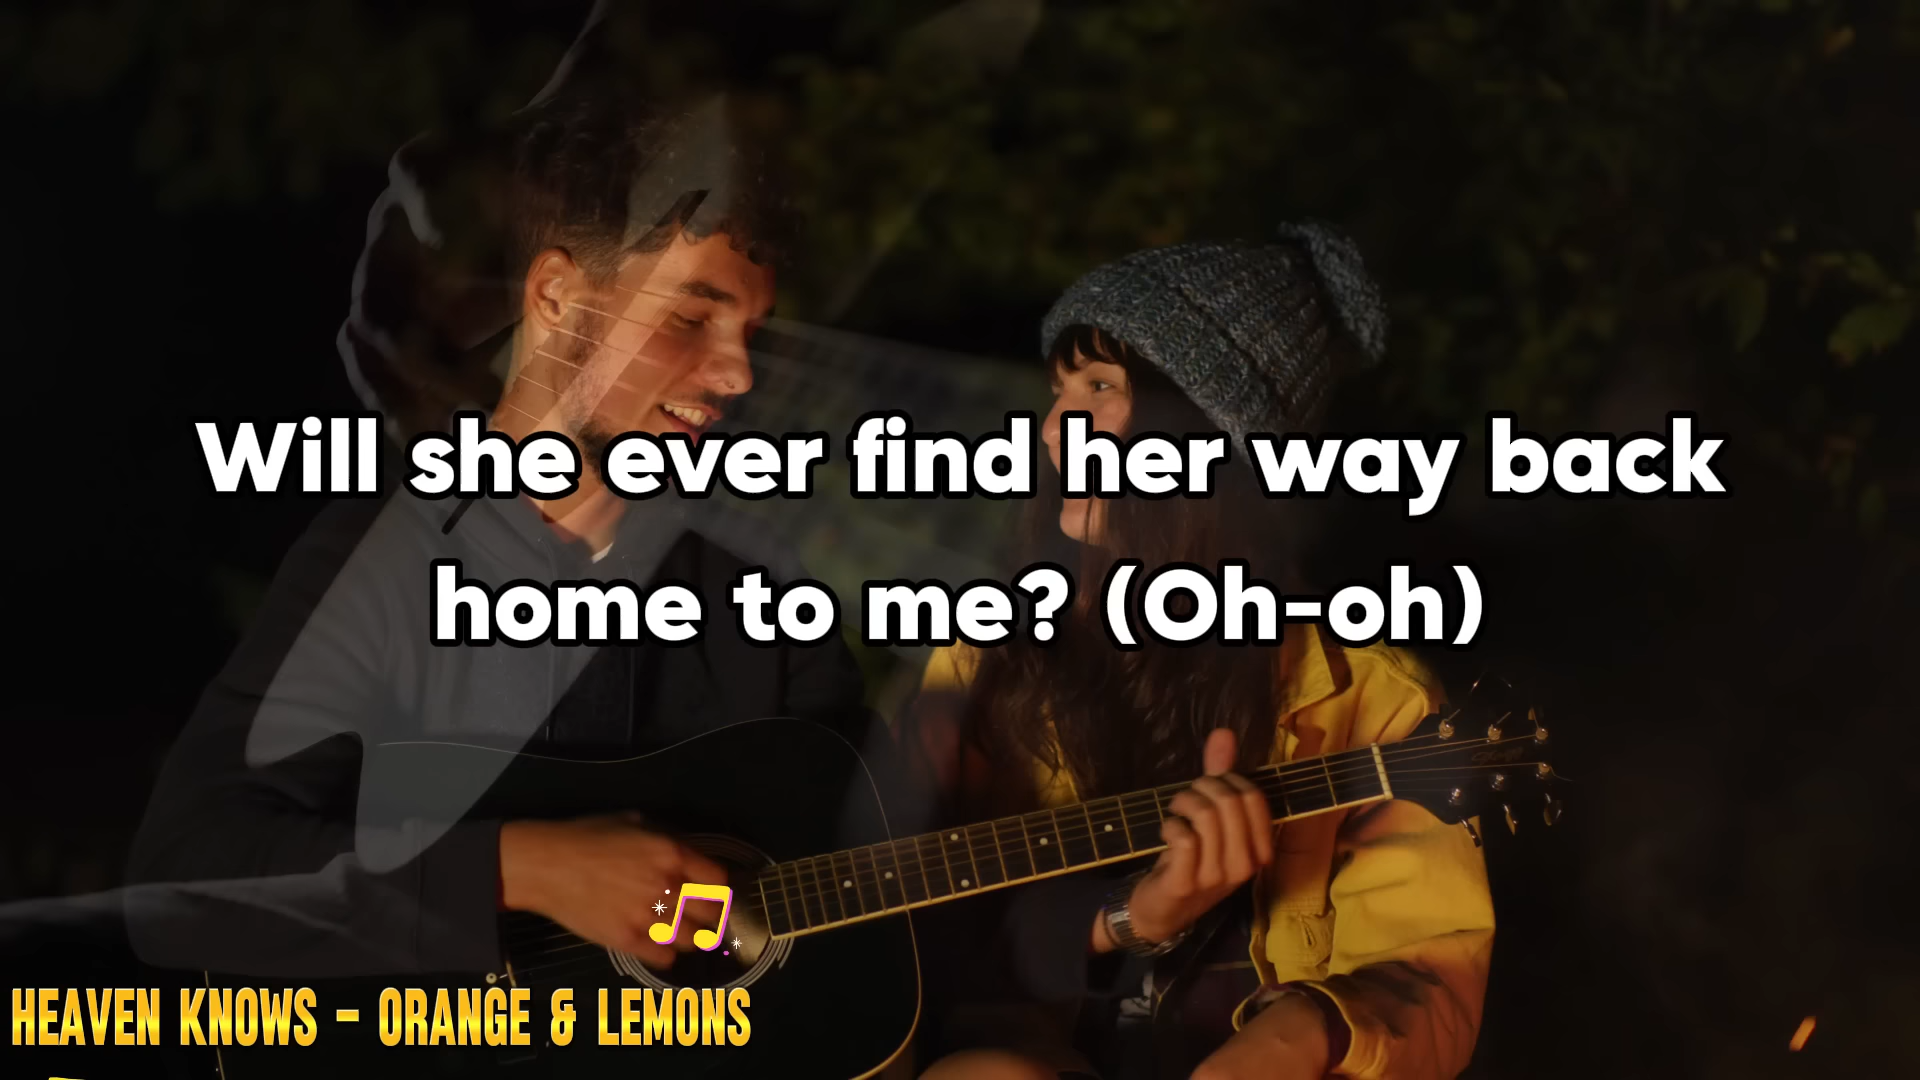 Will she ever find her way back
home to me? (Oh-oh)
HEAVEN KNOWS - ORANGE & LEMONS